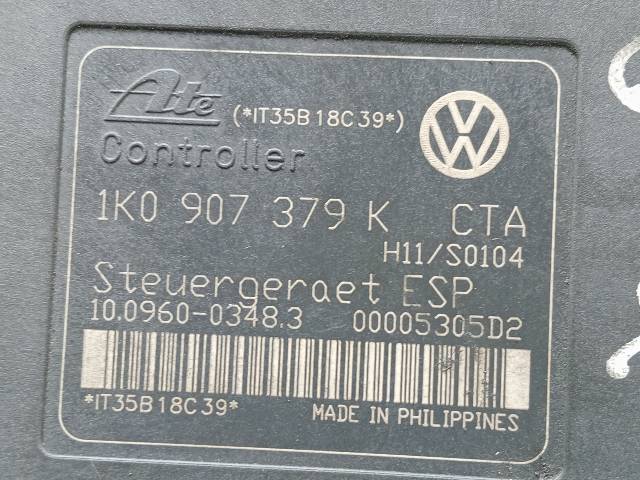 Ate (*IT35B18C39*)
Controller
1K0 907 379 K CTA
H11/S0104
Steuergeraet ESP
10.0960-0348.3 00005305D2
*IT35B18C39*
MADE IN PHILIPPINES